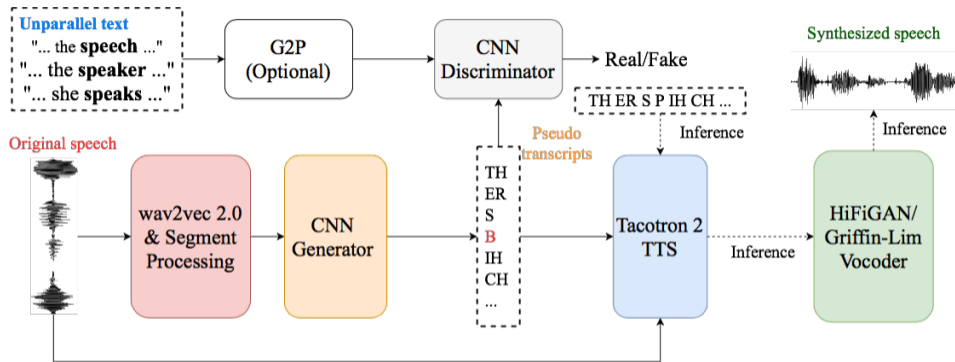 Unparallel text
"... the speech ..."
"... the speaker ..."
"... she speaks ..."
G2P
(Optional)
CNN
Discriminator
Real/Fake
Synthesized speech
TH ER S P IH CH ...
Inference
Inference
Original speech
Pseudo
transcripts
wav2vec 2.0
& Segment
Processing
CNN
Generator
TH
ER
S
B
IH
CH
...
Tacotron 2
TTS
Inference
HiFiGAN/
Griffin-Lim
Vocoder